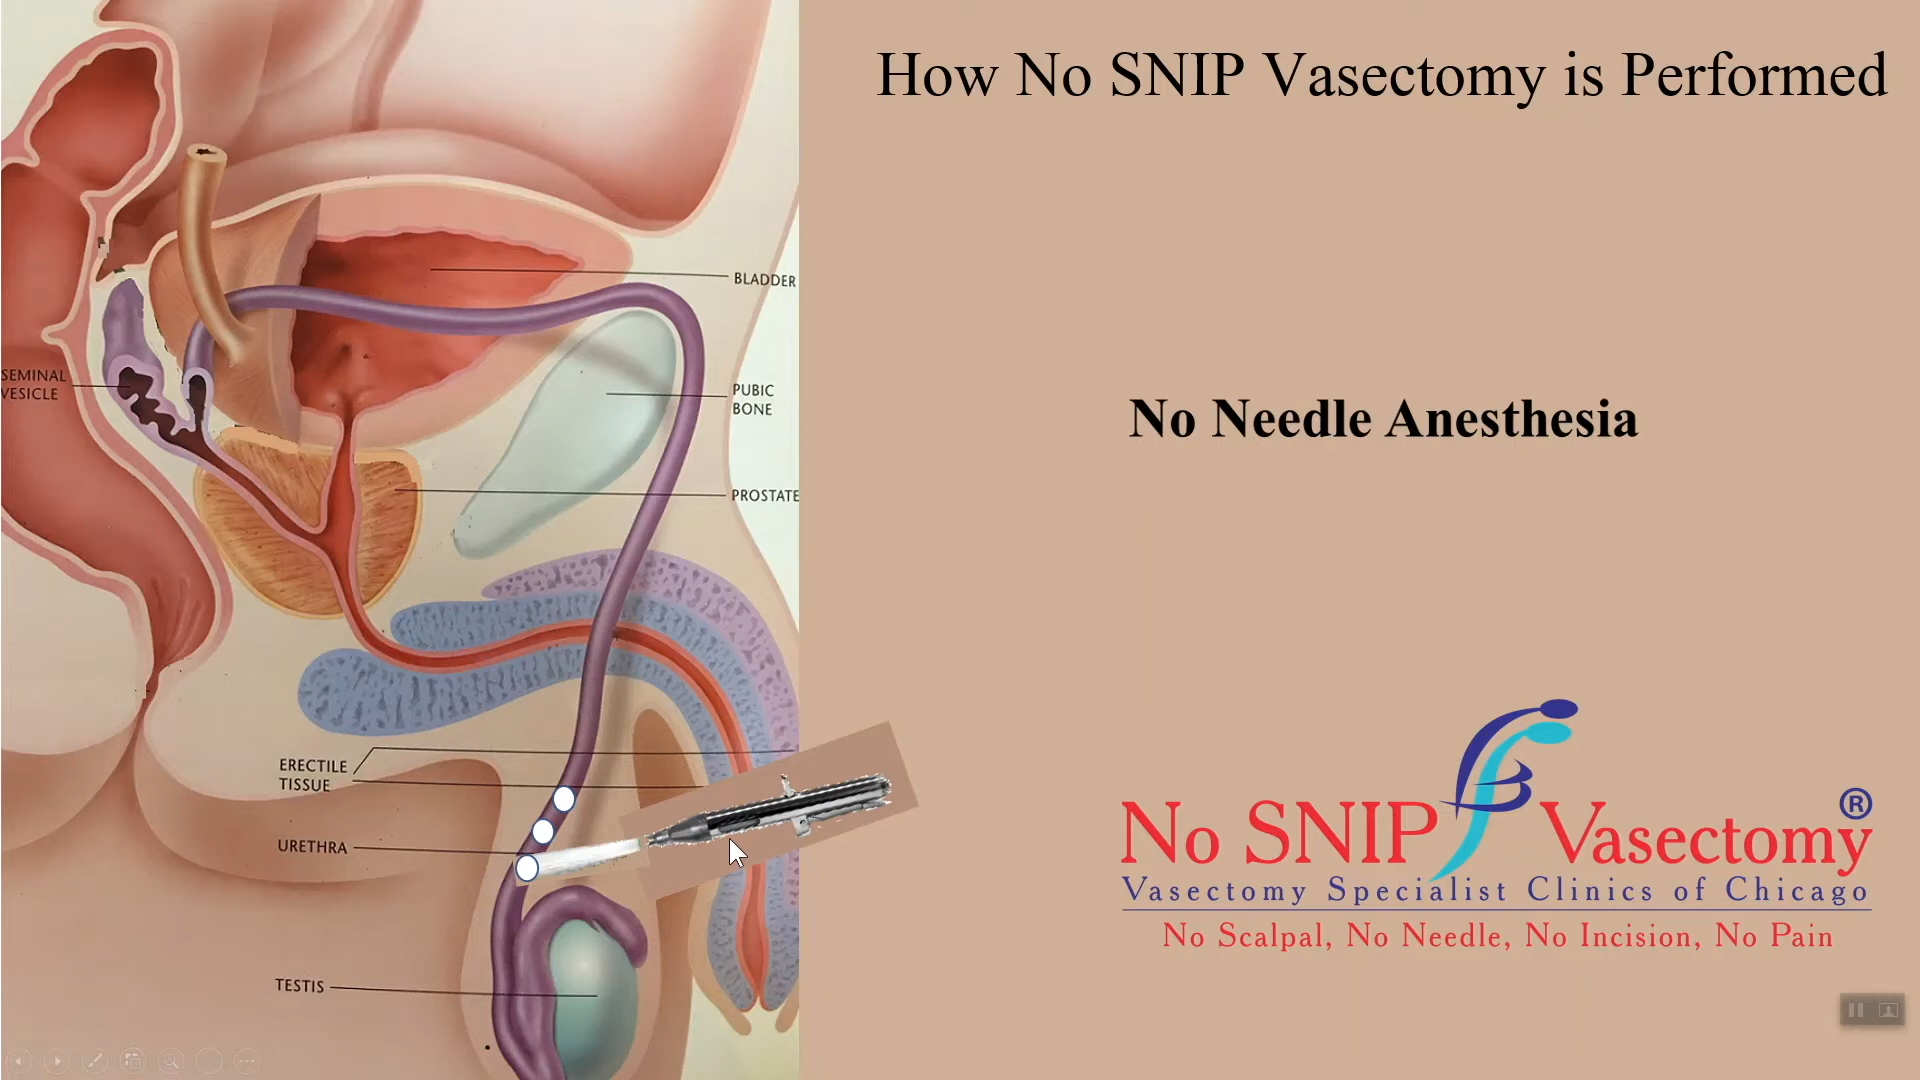 How No SNIP Vasectomy is Performed
BLADDER
SEMINAL
VESICLE
PUBIC
BONE
No Needle Anesthesia
PROSTATE
ERECTILE
TISSUE
URETHRA
TESTIS
No SNIP Vasectomy®
Vasectomy Specialist Clinics of Chicago
No Scalpal, No Needle, No Incision, No Pain